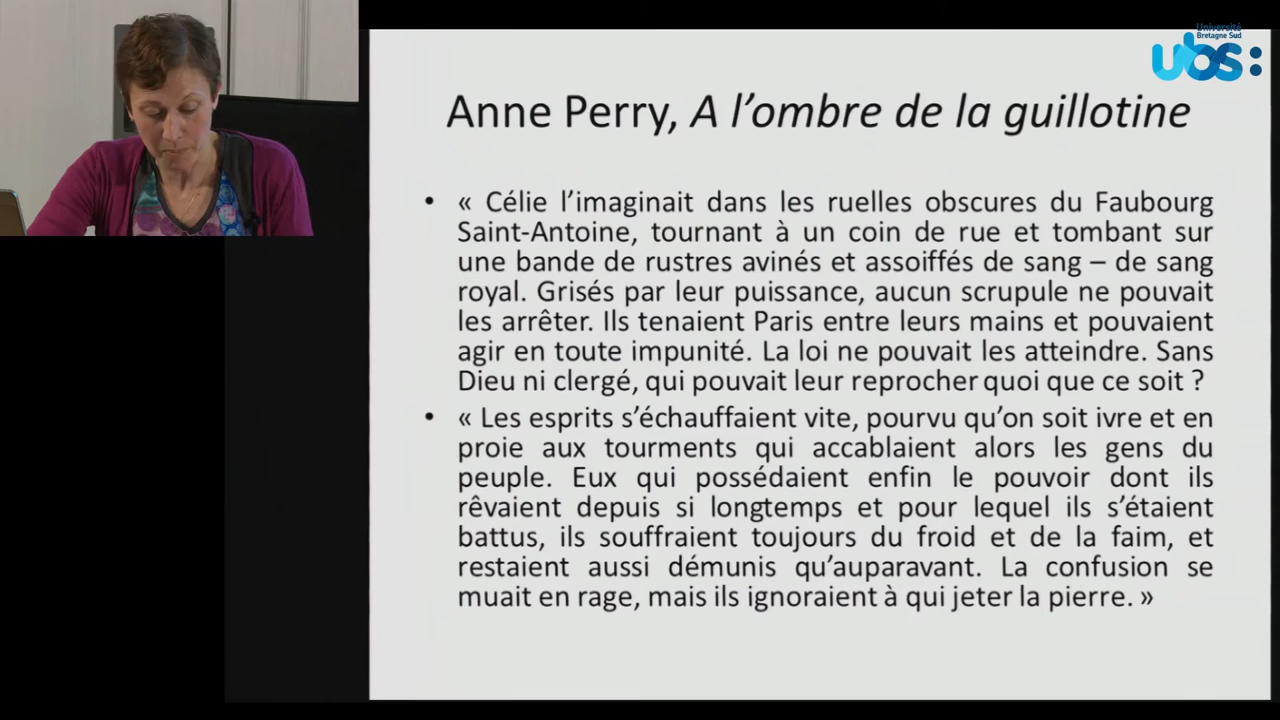 Université
Bretagne Sud
ubs:
Anne Perry, A l’ombre de la guillotine
• « Célie l’imaginait dans les ruelles obscures du Faubourg
Saint-Antoine, tournant à un coin de rue et tombant sur
une bande de rustres avinés et assoiffés de sang – de sang
royal. Grisés par leur puissance, aucun scrupule ne pouvait
les arrêter. Ils tenaient Paris entre leurs mains et pouvaient
agir en toute impunité. La loi ne pouvait les atteindre. Sans
Dieu ni clergé, qui pouvait leur reprocher quoi que ce soit ?
• « Les esprits s’échauffaient vite, pourvu qu’on soit ivre et en
proie aux tourments qui accablaient alors les gens du
peuple. Eux qui possédaient enfin le pouvoir dont ils
rêvaient depuis si longtemps et pour lequel ils s’étaient
battus, ils souffraient toujours du froid et de la faim, et
restaient aussi démunis qu’auparavant. La confusion se
muait en rage, mais ils ignoraient à qui jeter la pierre. »